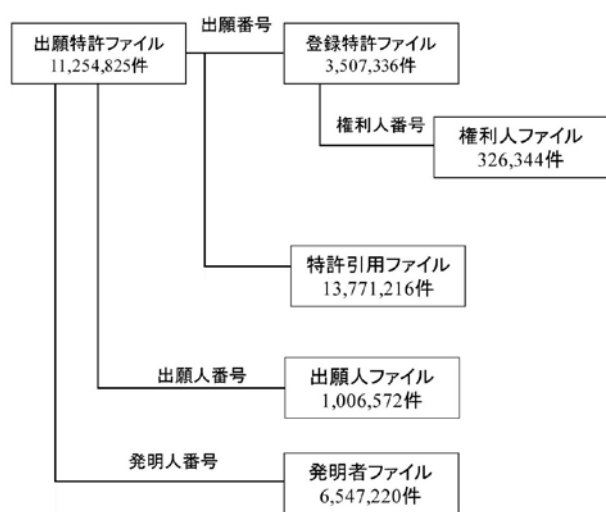 出願番号
出願特許ファイル
11,254,825件
登録特許ファイル
3,507,336件
権利人番号
権利人ファイル
326,344件
特許引用ファイル
13,771,216件
出願人番号
出願人ファイル
1,006,572件
発明人番号
発明者ファイル
6,547,220件